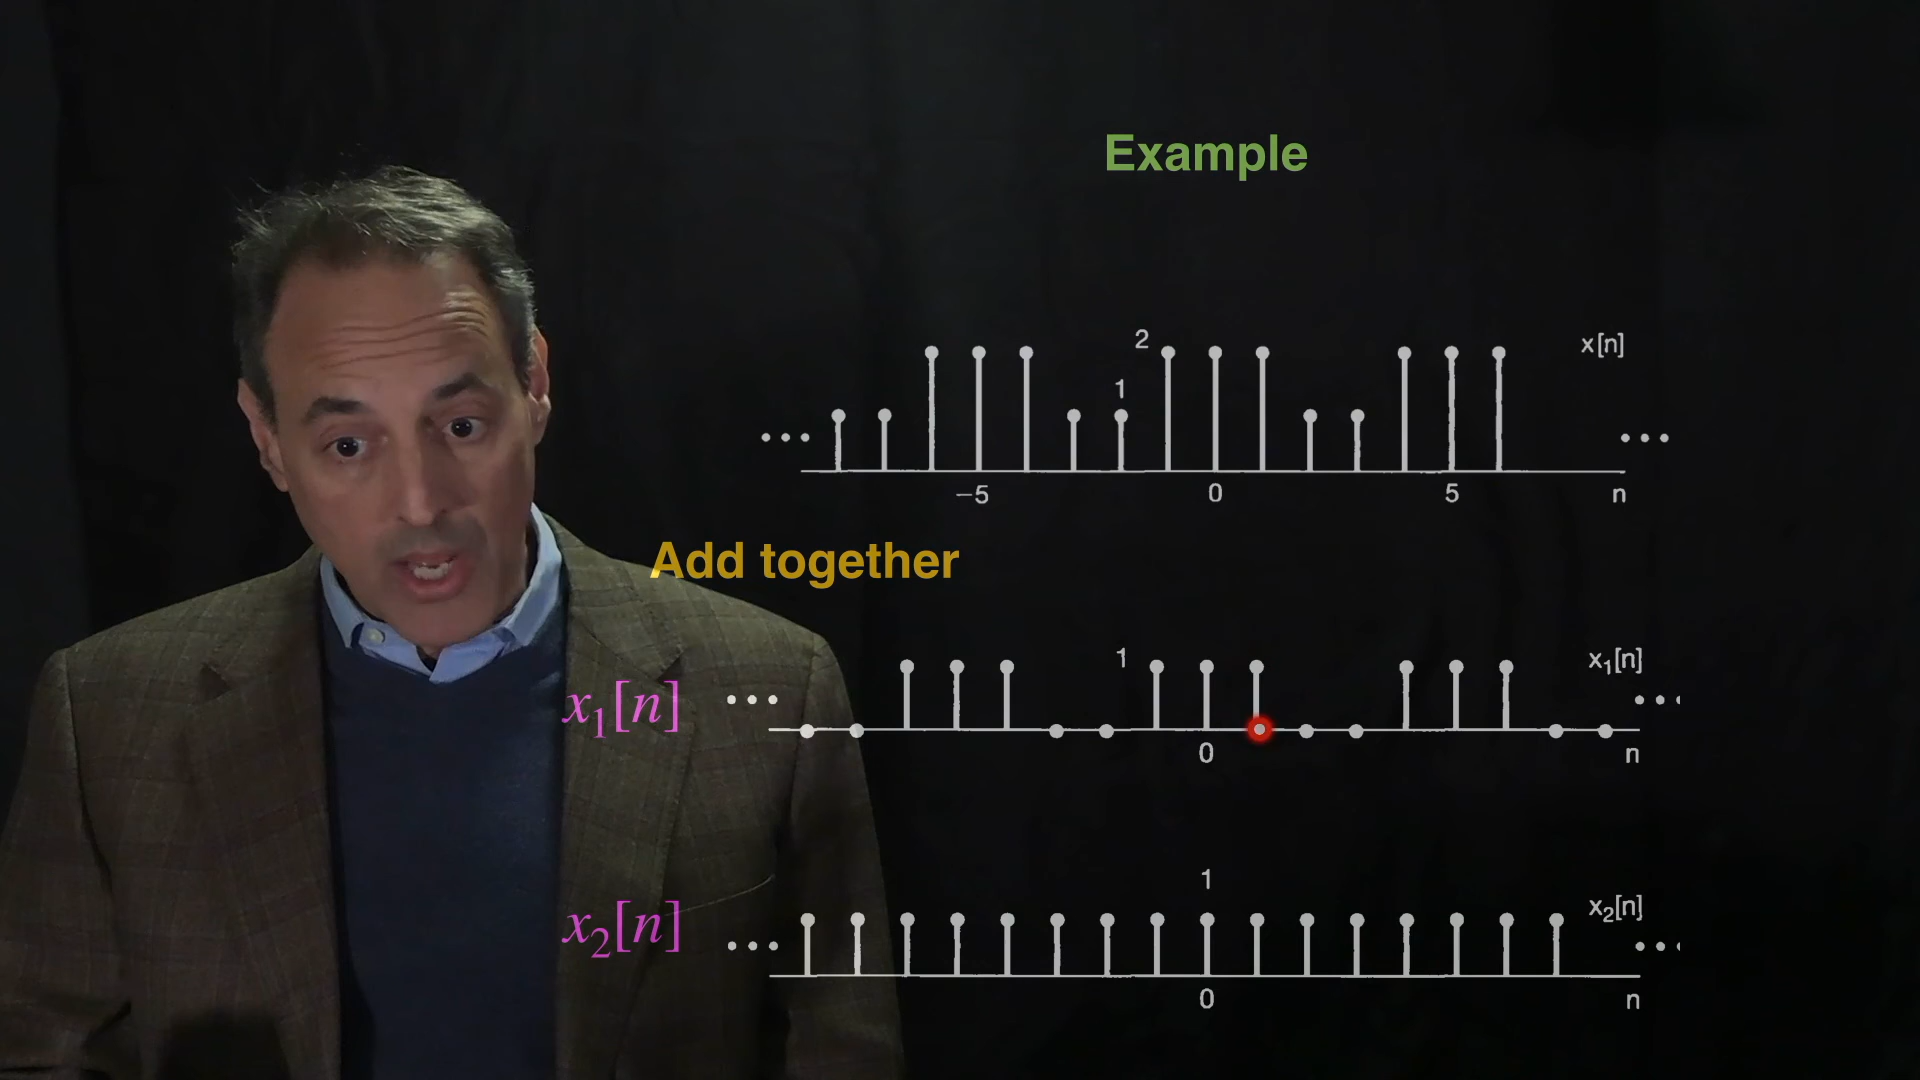 Example
2
x[n]
1
...
...
−5
0
5
n
Add together
x₁[n]
...
1
x₁[n]
...
0
n
x₂[n]
...
1
x₂[n]
...
0
n